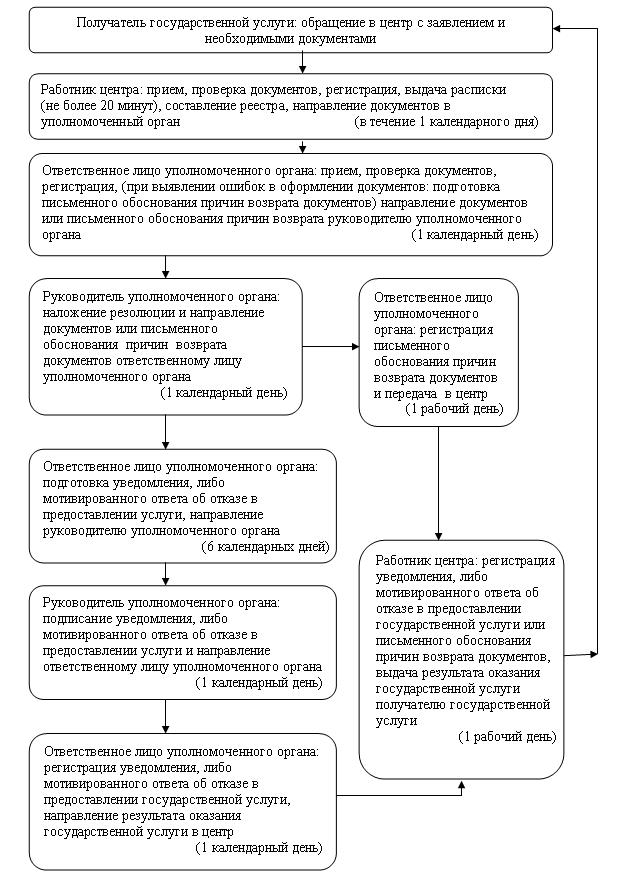 Получатель государственной услуги: обращение в центр с заявлением и
необходимыми документами
Работник центра: прием, проверка документов, регистрация, выдача расписки
(не более 20 минут), составление реестра, направление документов в
уполномоченный орган (в течение 1 календарного дня)
Ответственное лицо уполномоченного органа: прием, проверка документов,
регистрация, (при выявлении ошибок в оформлении документов: подготовка
письменного обоснования причин возврата документов) направление документов
или письменного обоснования причин возврата руководителю уполномоченного
органа (1 календарный день)
Руководитель уполномоченного органа:
наложение резолюции и направление
документов или письменного
обоснования причин возврата
документов ответственному лицу
уполномоченного органа
(1 календарный день)
Ответственное лицо
уполномоченного
органа: регистрация
письменного
обоснования причин
возврата документов
и передача в центр
(1 рабочий день)
Ответственное лицо уполномоченного органа:
подготовка уведомления, либо
мотивированного ответа об отказе в
предоставлении услуги, направление
руководителю уполномоченного органа
(6 календарных дней)
Руководитель уполномоченного органа:
подписание уведомления, либо
мотивированного ответа об отказе в
предоставлении услуги и направление
ответственному лицу уполномоченного органа
(1 календарный день)
Ответственное лицо уполномоченного органа:
регистрация уведомления, либо
мотивированного ответа об отказе в
предоставлении государственной услуги,
направление результата оказания
государственной услуги в центр
(1 календарный день)
Работник центра: регистрация
уведомления, либо
мотивированного ответа об
отказе в предоставлении
государственной услуги или
письменного обоснования
причин возврата документов,
выдача результата оказания
государственной услуги
получателю государственной
услуги
(1 рабочий день)